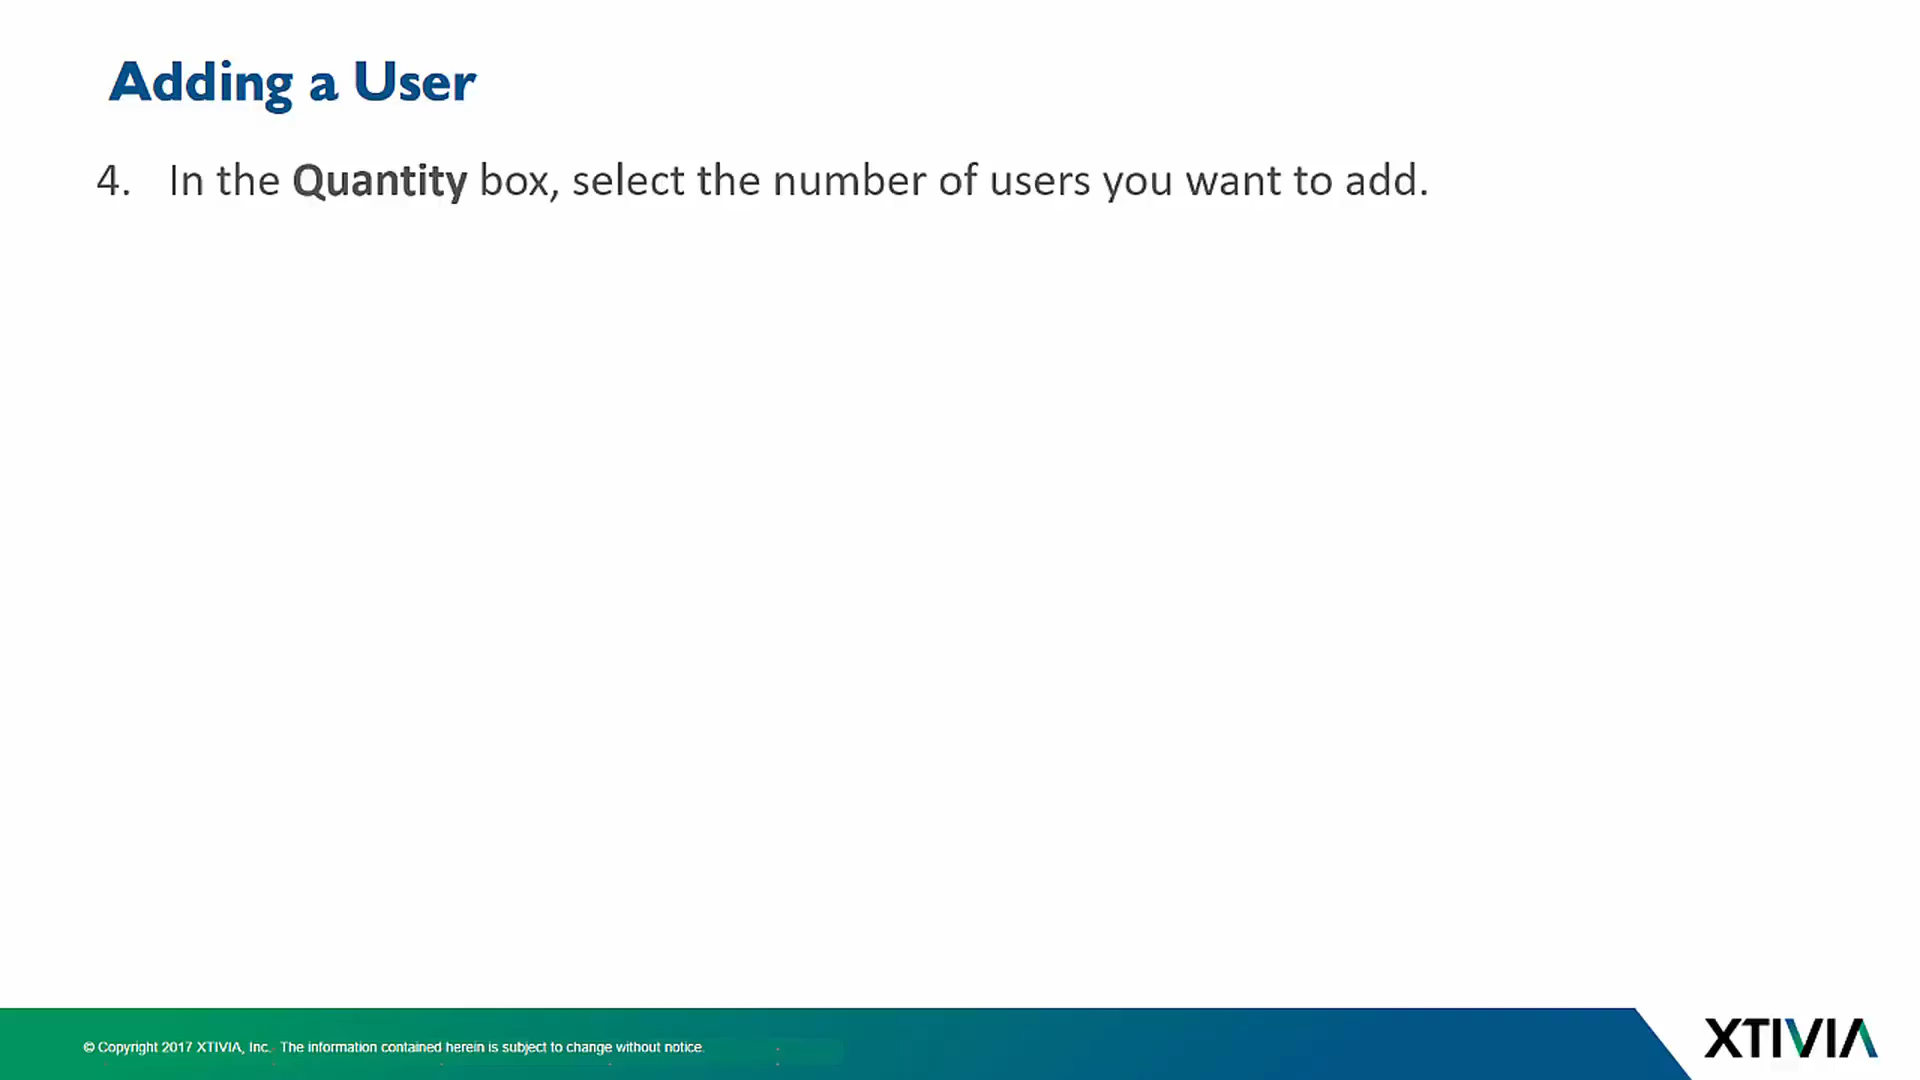 Adding a User
4. In the Quantity box, select the number of users you want to add.
© Copyright 2017 XTIVIA, Inc. The information contained herein is subject to change without notice.
XTIVIA